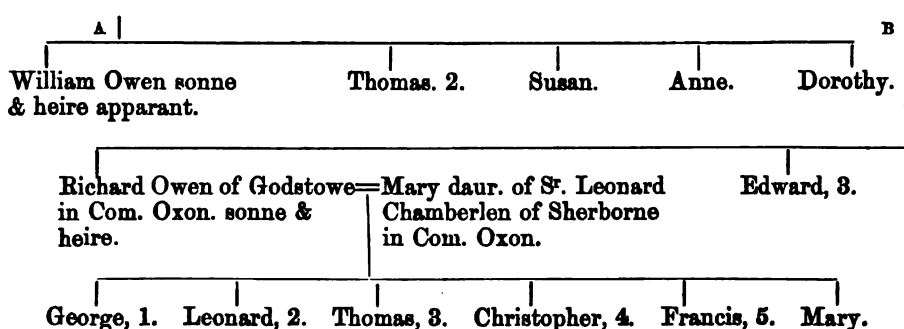 A B
William Owen sonne Thomas. 2. Susan. Anne. Dorothy.
& heire apparant.
Richard Owen of Godstowe=Mary daur. of Sr. Leonard Edward, 3.
in Com. Oxon. sonne & Chamberlen of Sherborne
heire. in Com. Oxon.
George, 1. Leonard, 2. Thomas, 3. Christopher, 4. Francis, 5. Mary.